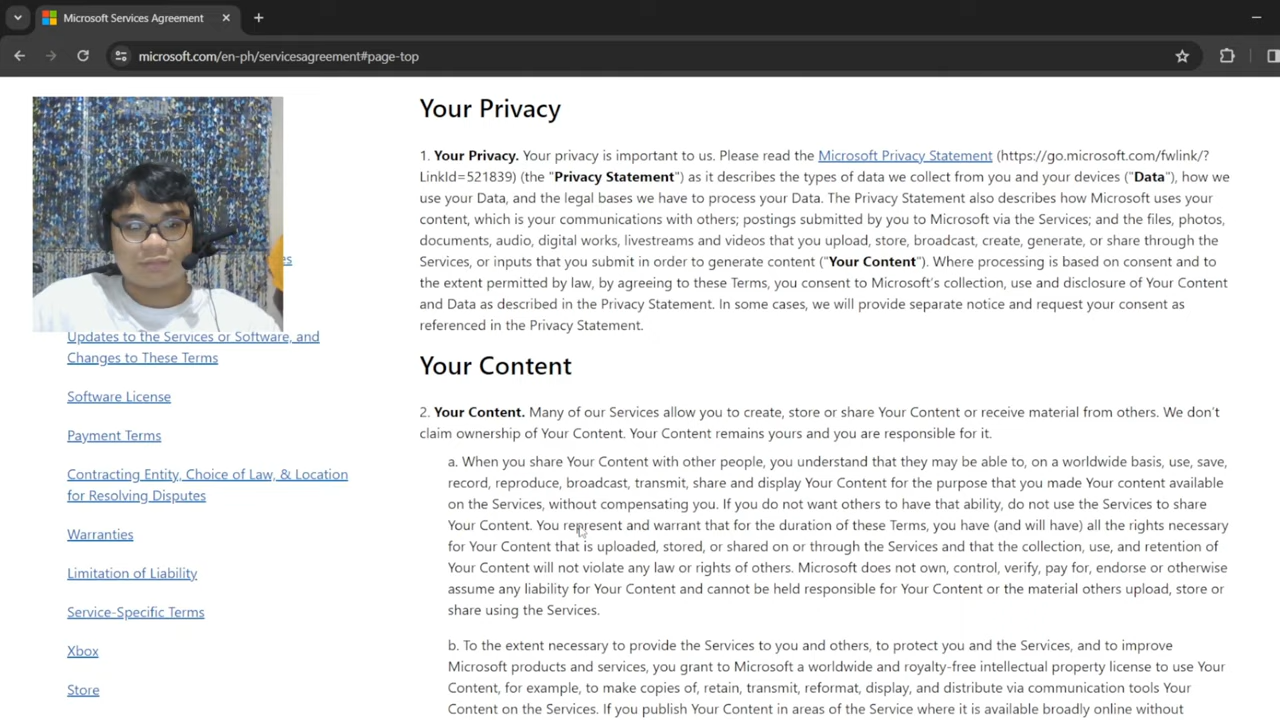 Microsoft Services Agreement
microsoft.com/en-ph/servicesagreement#page-top
es
Updates to the Services or Software, and
Changes to These Terms
Software License
Payment Terms
Contracting Entity, Choice of Law, & Location
for Resolving Disputes
Warranties
Limitation of Liability
Service-Specific Terms
Xbox
Store
Your Privacy
1. Your Privacy. Your privacy is important to us. Please read the Microsoft Privacy Statement (https://go.microsoft.com/fwlink/?
LinkId=521839) (the "Privacy Statement") as it describes the types of data we collect from you and your devices ("Data"), how we
use your Data, and the legal bases we have to process your Data. The Privacy Statement also describes how Microsoft uses your
content, which is your communications with others; postings submitted by you to Microsoft via the Services; and the files, photos,
documents, audio, digital works, livestreams and videos that you upload, store, broadcast, create, generate, or share through the
Services, or inputs that you submit in order to generate content ("Your Content"). Where processing is based on consent and to
the extent permitted by law, by agreeing to these Terms, you consent to Microsoft's collection, use and disclosure of Your Content
and Data as described in the Privacy Statement. In some cases, we will provide separate notice and request your consent as
referenced in the Privacy Statement.
Your Content
2. Your Content. Many of our Services allow you to create, store or share Your Content or receive material from others. We don't
claim ownership of Your Content. Your Content remains yours and you are responsible for it.
a. When you share Your Content with other people, you understand that they may be able to, on a worldwide basis, use, save,
record, reproduce, broadcast, transmit, share and display Your Content for the purpose that you made Your content available
on the Services, without compensating you. If you do not want others to have that ability, do not use the Services to share
Your Content. You represent and warrant that for the duration of these Terms, you have (and will have) all the rights necessary
for Your Content that is uploaded, stored, or shared on or through the Services and that the collection, use, and retention of
Your Content will not violate any law or rights of others. Microsoft does not own, control, verify, pay for, endorse or otherwise
assume any liability for Your Content and cannot be held responsible for Your Content or the material others upload, store or
share using the Services.
b. To the extent necessary to provide the Services to you and others, to protect you and the Services, and to improve
Microsoft products and services, you grant to Microsoft a worldwide and royalty-free intellectual property license to use Your
Content, for example, to make copies of, retain, transmit, reformat, display, and distribute via communication tools Your
Content on the Services. If you publish Your Content in areas of the Service where it is available broadly online without